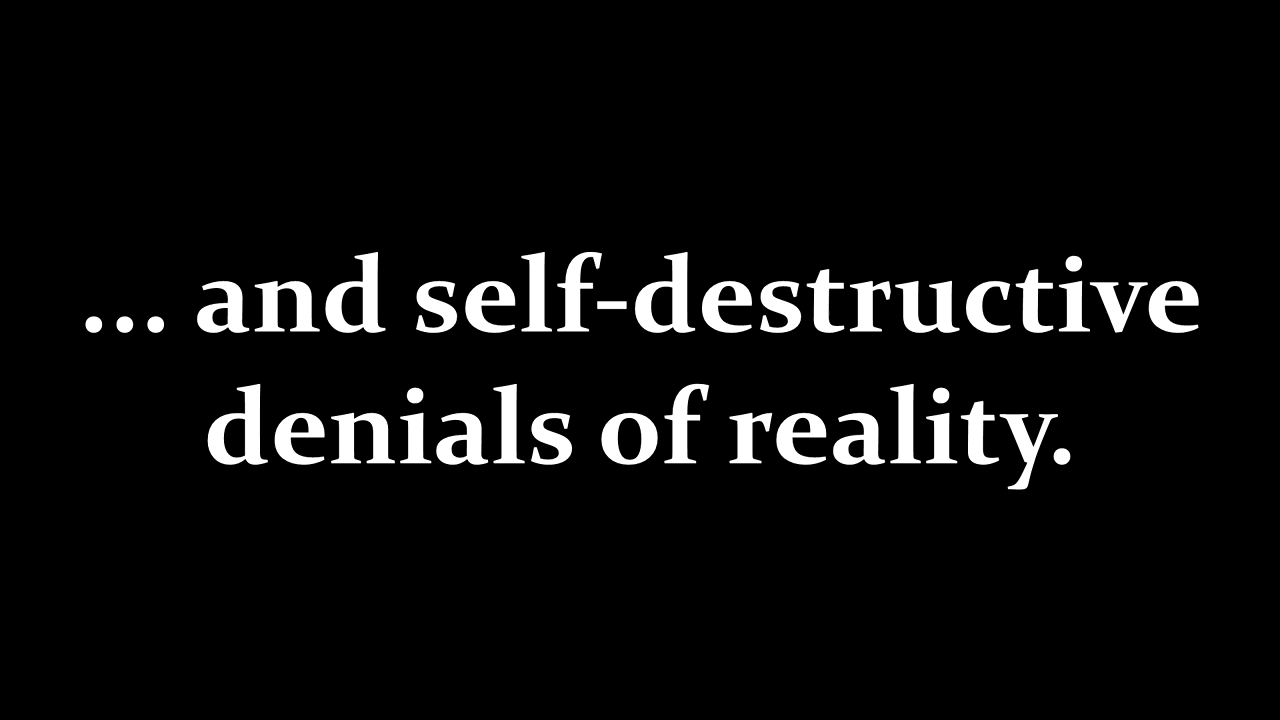 ... and self-destructive
denials of reality.